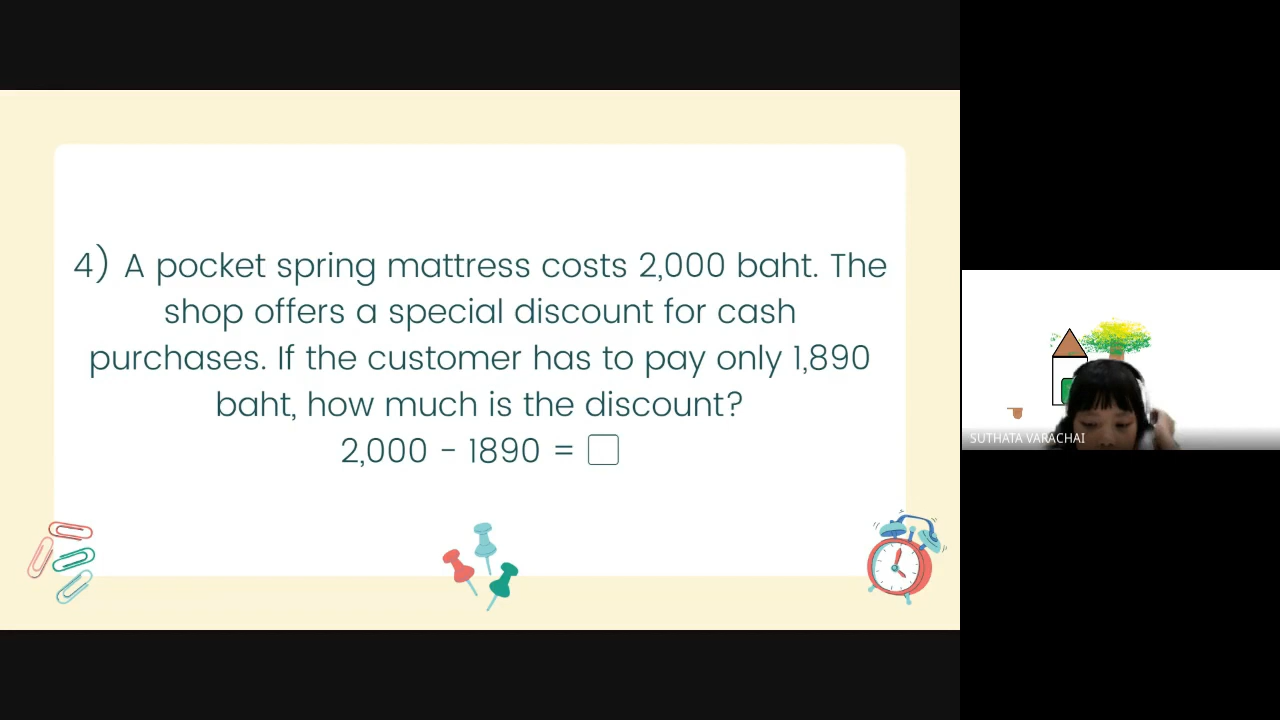 4) A pocket spring mattress costs 2,000 baht. The
shop offers a special discount for cash
purchases. If the customer has to pay only 1,890
baht, how much is the discount?
2,000 - 1890 = □
SUTHATA VARACHAI